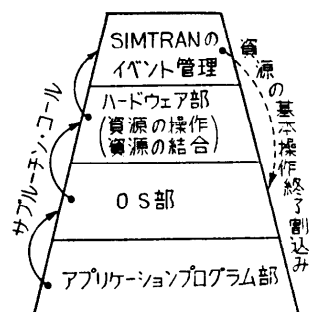 SIMTRANの
イベント管理
ハードウェア部
(資源の操作
資源の結合)
OS部
アプリケーションプログラム部
サブルーチン・コール
資源の基本操作終了割込み